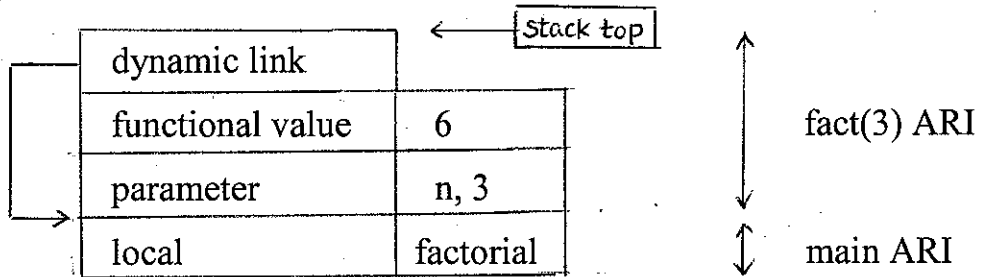 stack top
dynamic link
functional value 6
fact(3) ARI
parameter n, 3
local factorial
main ARI